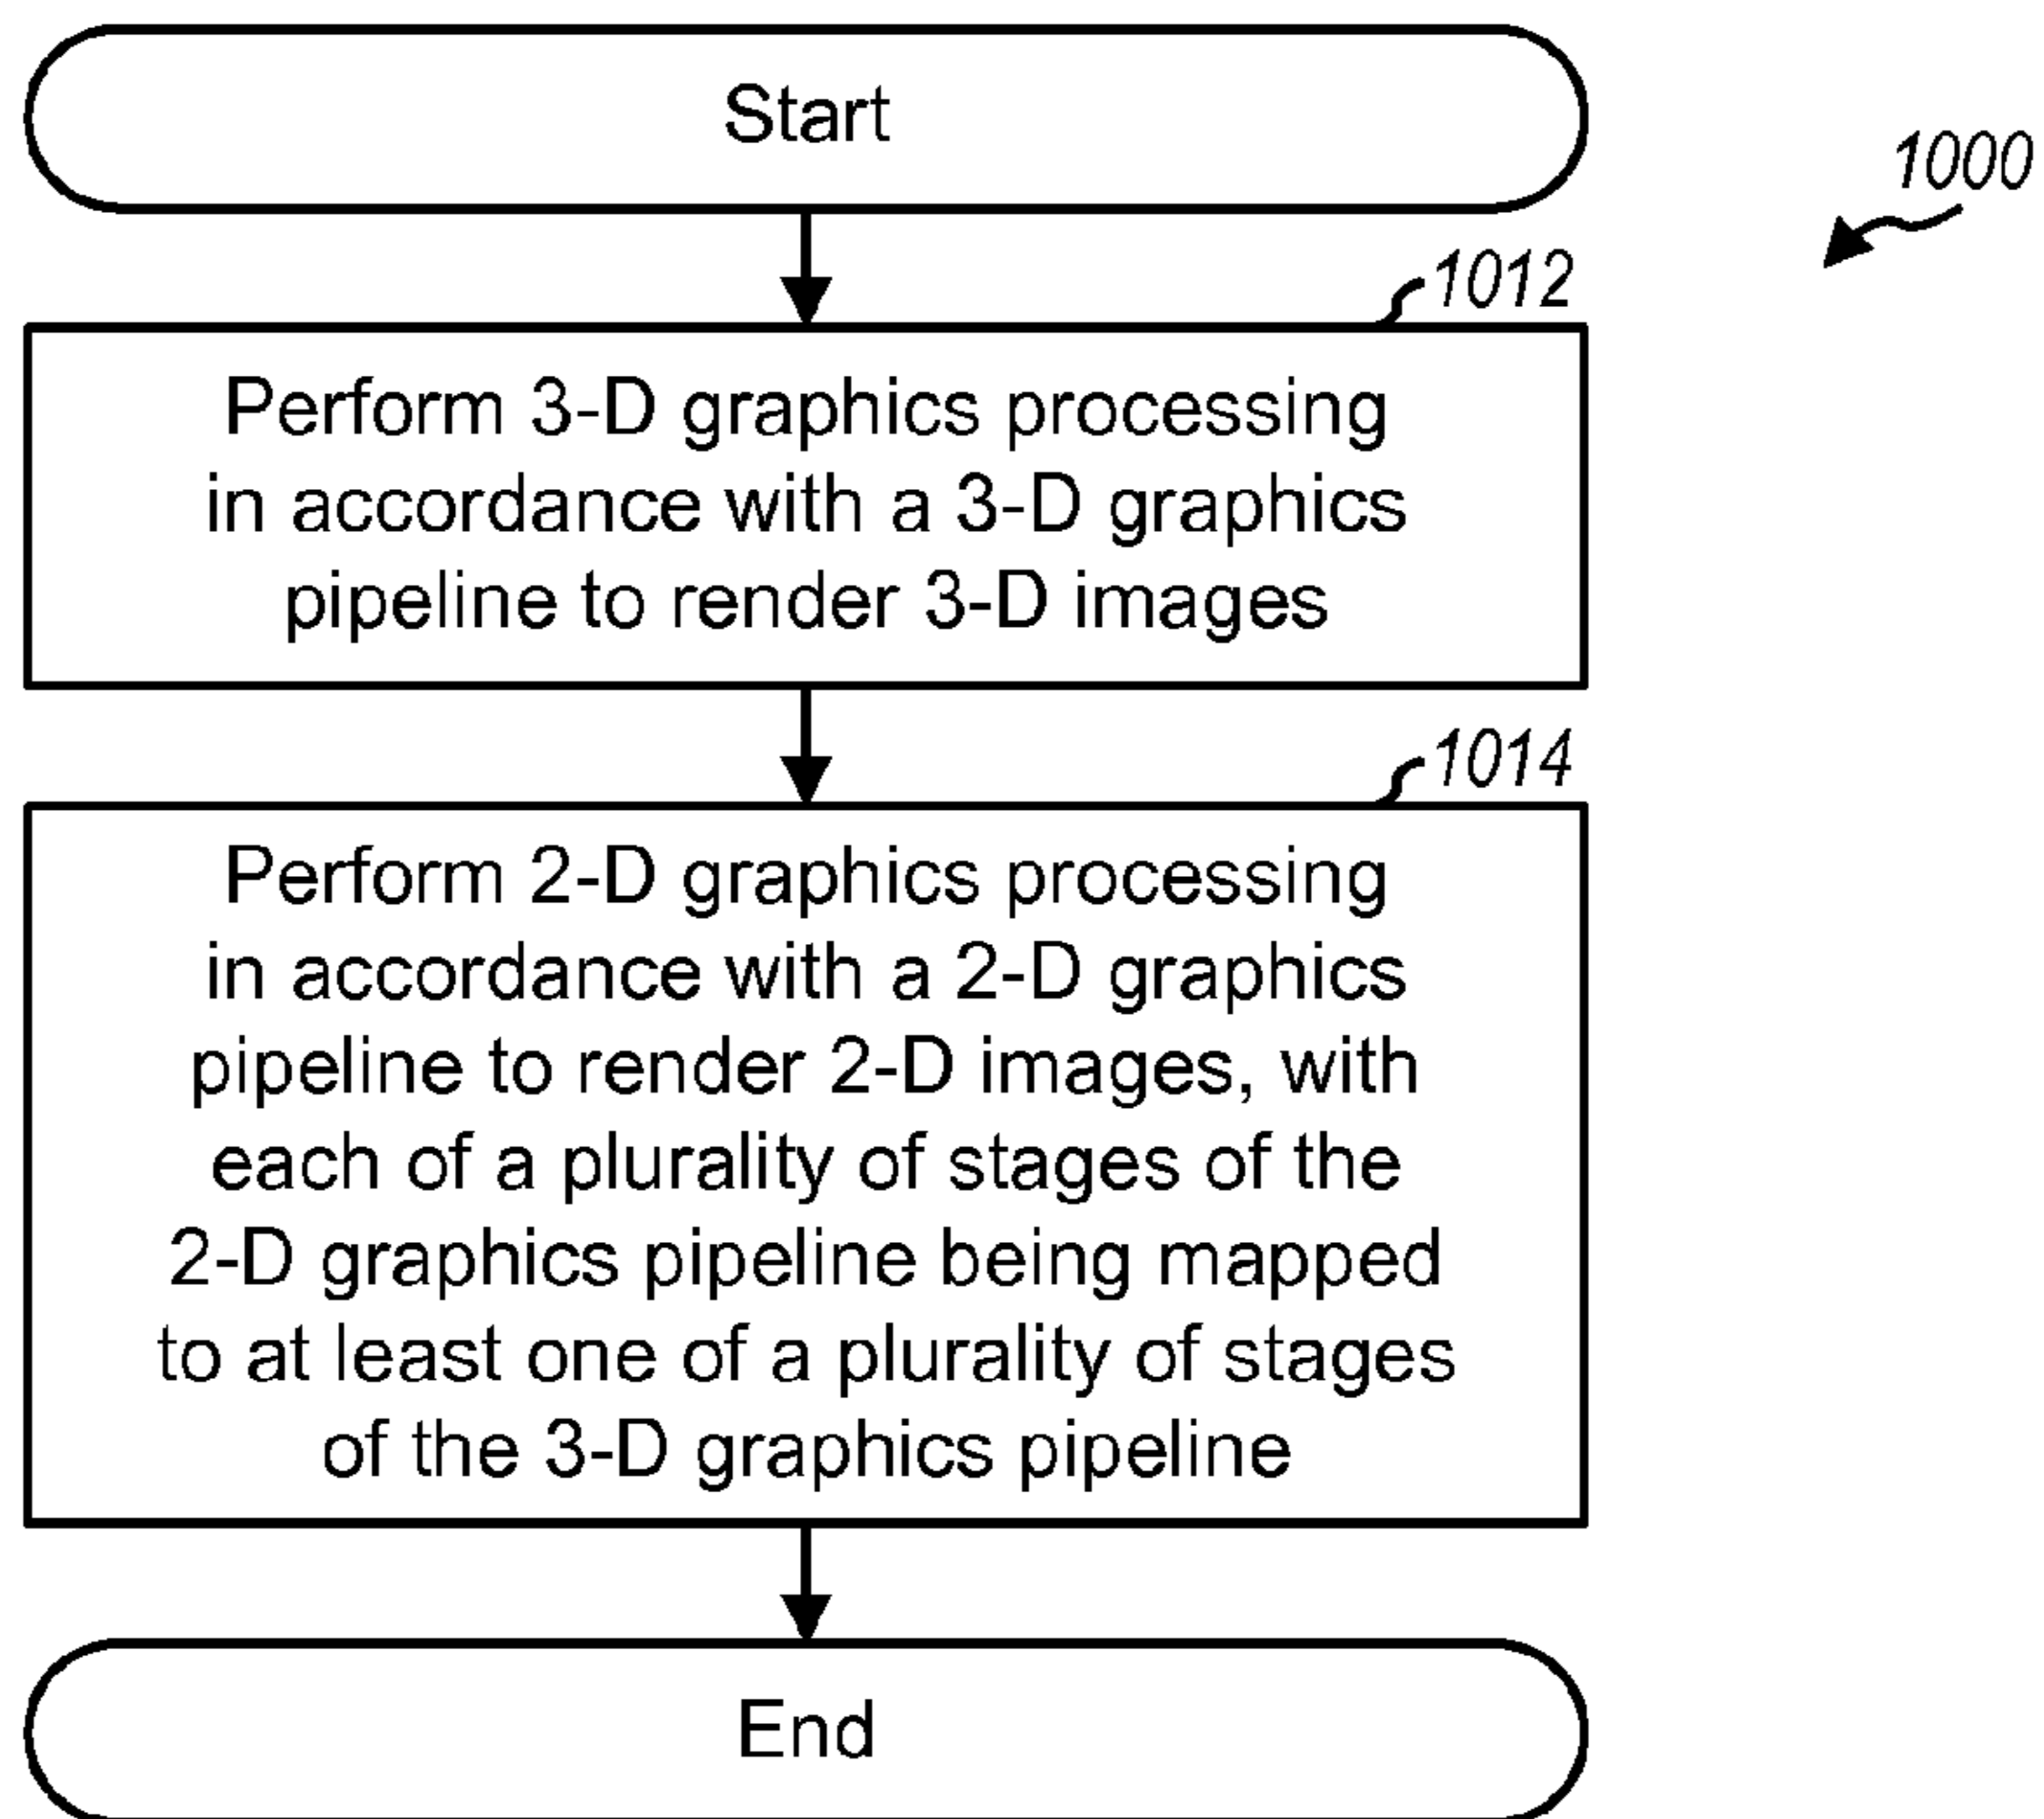 Start
1000
1012
Perform 3-D graphics processing
in accordance with a 3-D graphics
pipeline to render 3-D images
1014
Perform 2-D graphics processing
in accordance with a 2-D graphics
pipeline to render 2-D images, with
each of a plurality of stages of the
2-D graphics pipeline being mapped
to at least one of a plurality of stages
of the 3-D graphics pipeline
End